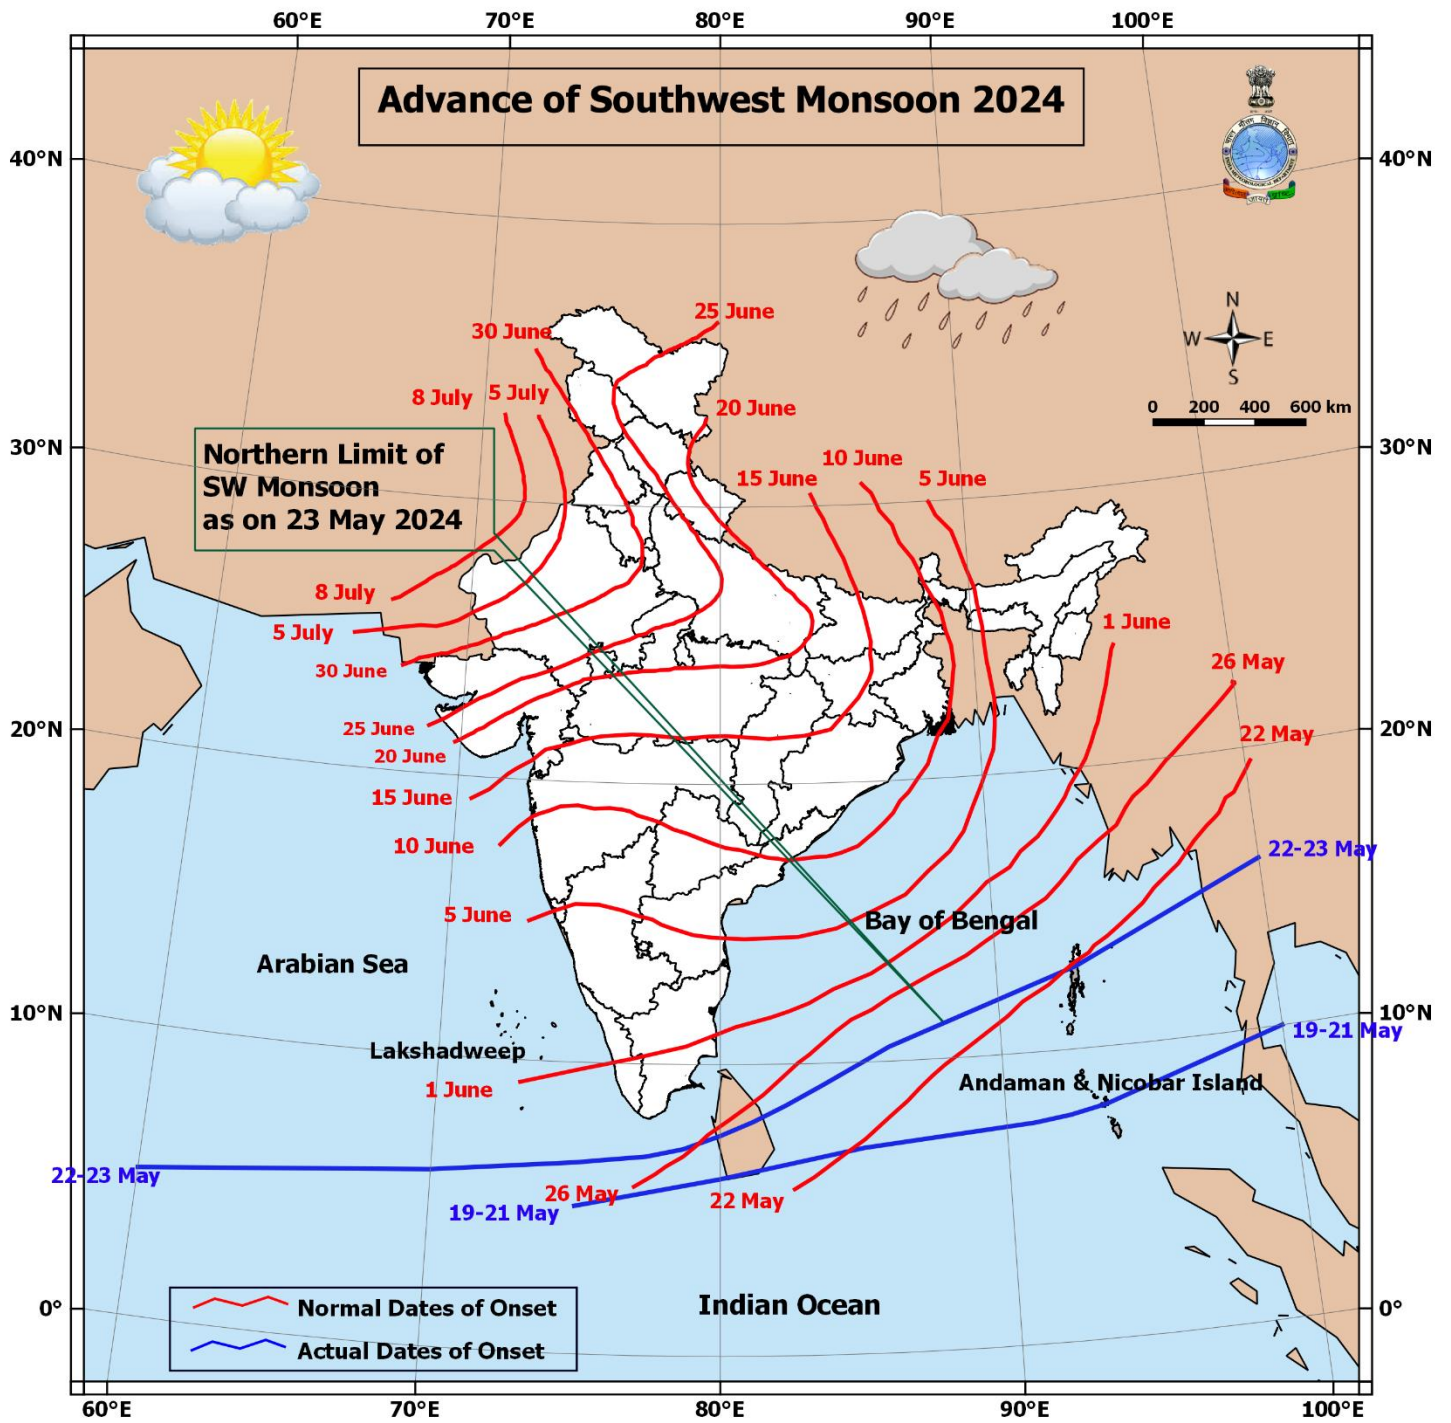 60°E 70°E 80°E 90°E 100°E
Advance of Southwest Monsoon 2024
40°N 40°N
N
W E
S
25 June
30 June
8 July 5 July
20 June
0 200 400 600 km
30°N 30°N
Northern Limit of
SW Monsoon
as on 23 May 2024
10 June
15 June 5 June
8 July
5 July
1 June
30 June
26 May
25 June
20°N 20°N
22 May
20 June
15 June
10 June
22-23 May
5 June
Bay of Bengal
Arabian Sea
10°N 10°N
19-21 May
Lakshadweep
1 June
Andaman & Nicobar Island
22-23 May
26 May
22 May
19-21 May
0° 0°
Indian Ocean
Normal Dates of Onset
Actual Dates of Onset
60°E 70°E 80°E 90°E 100°E